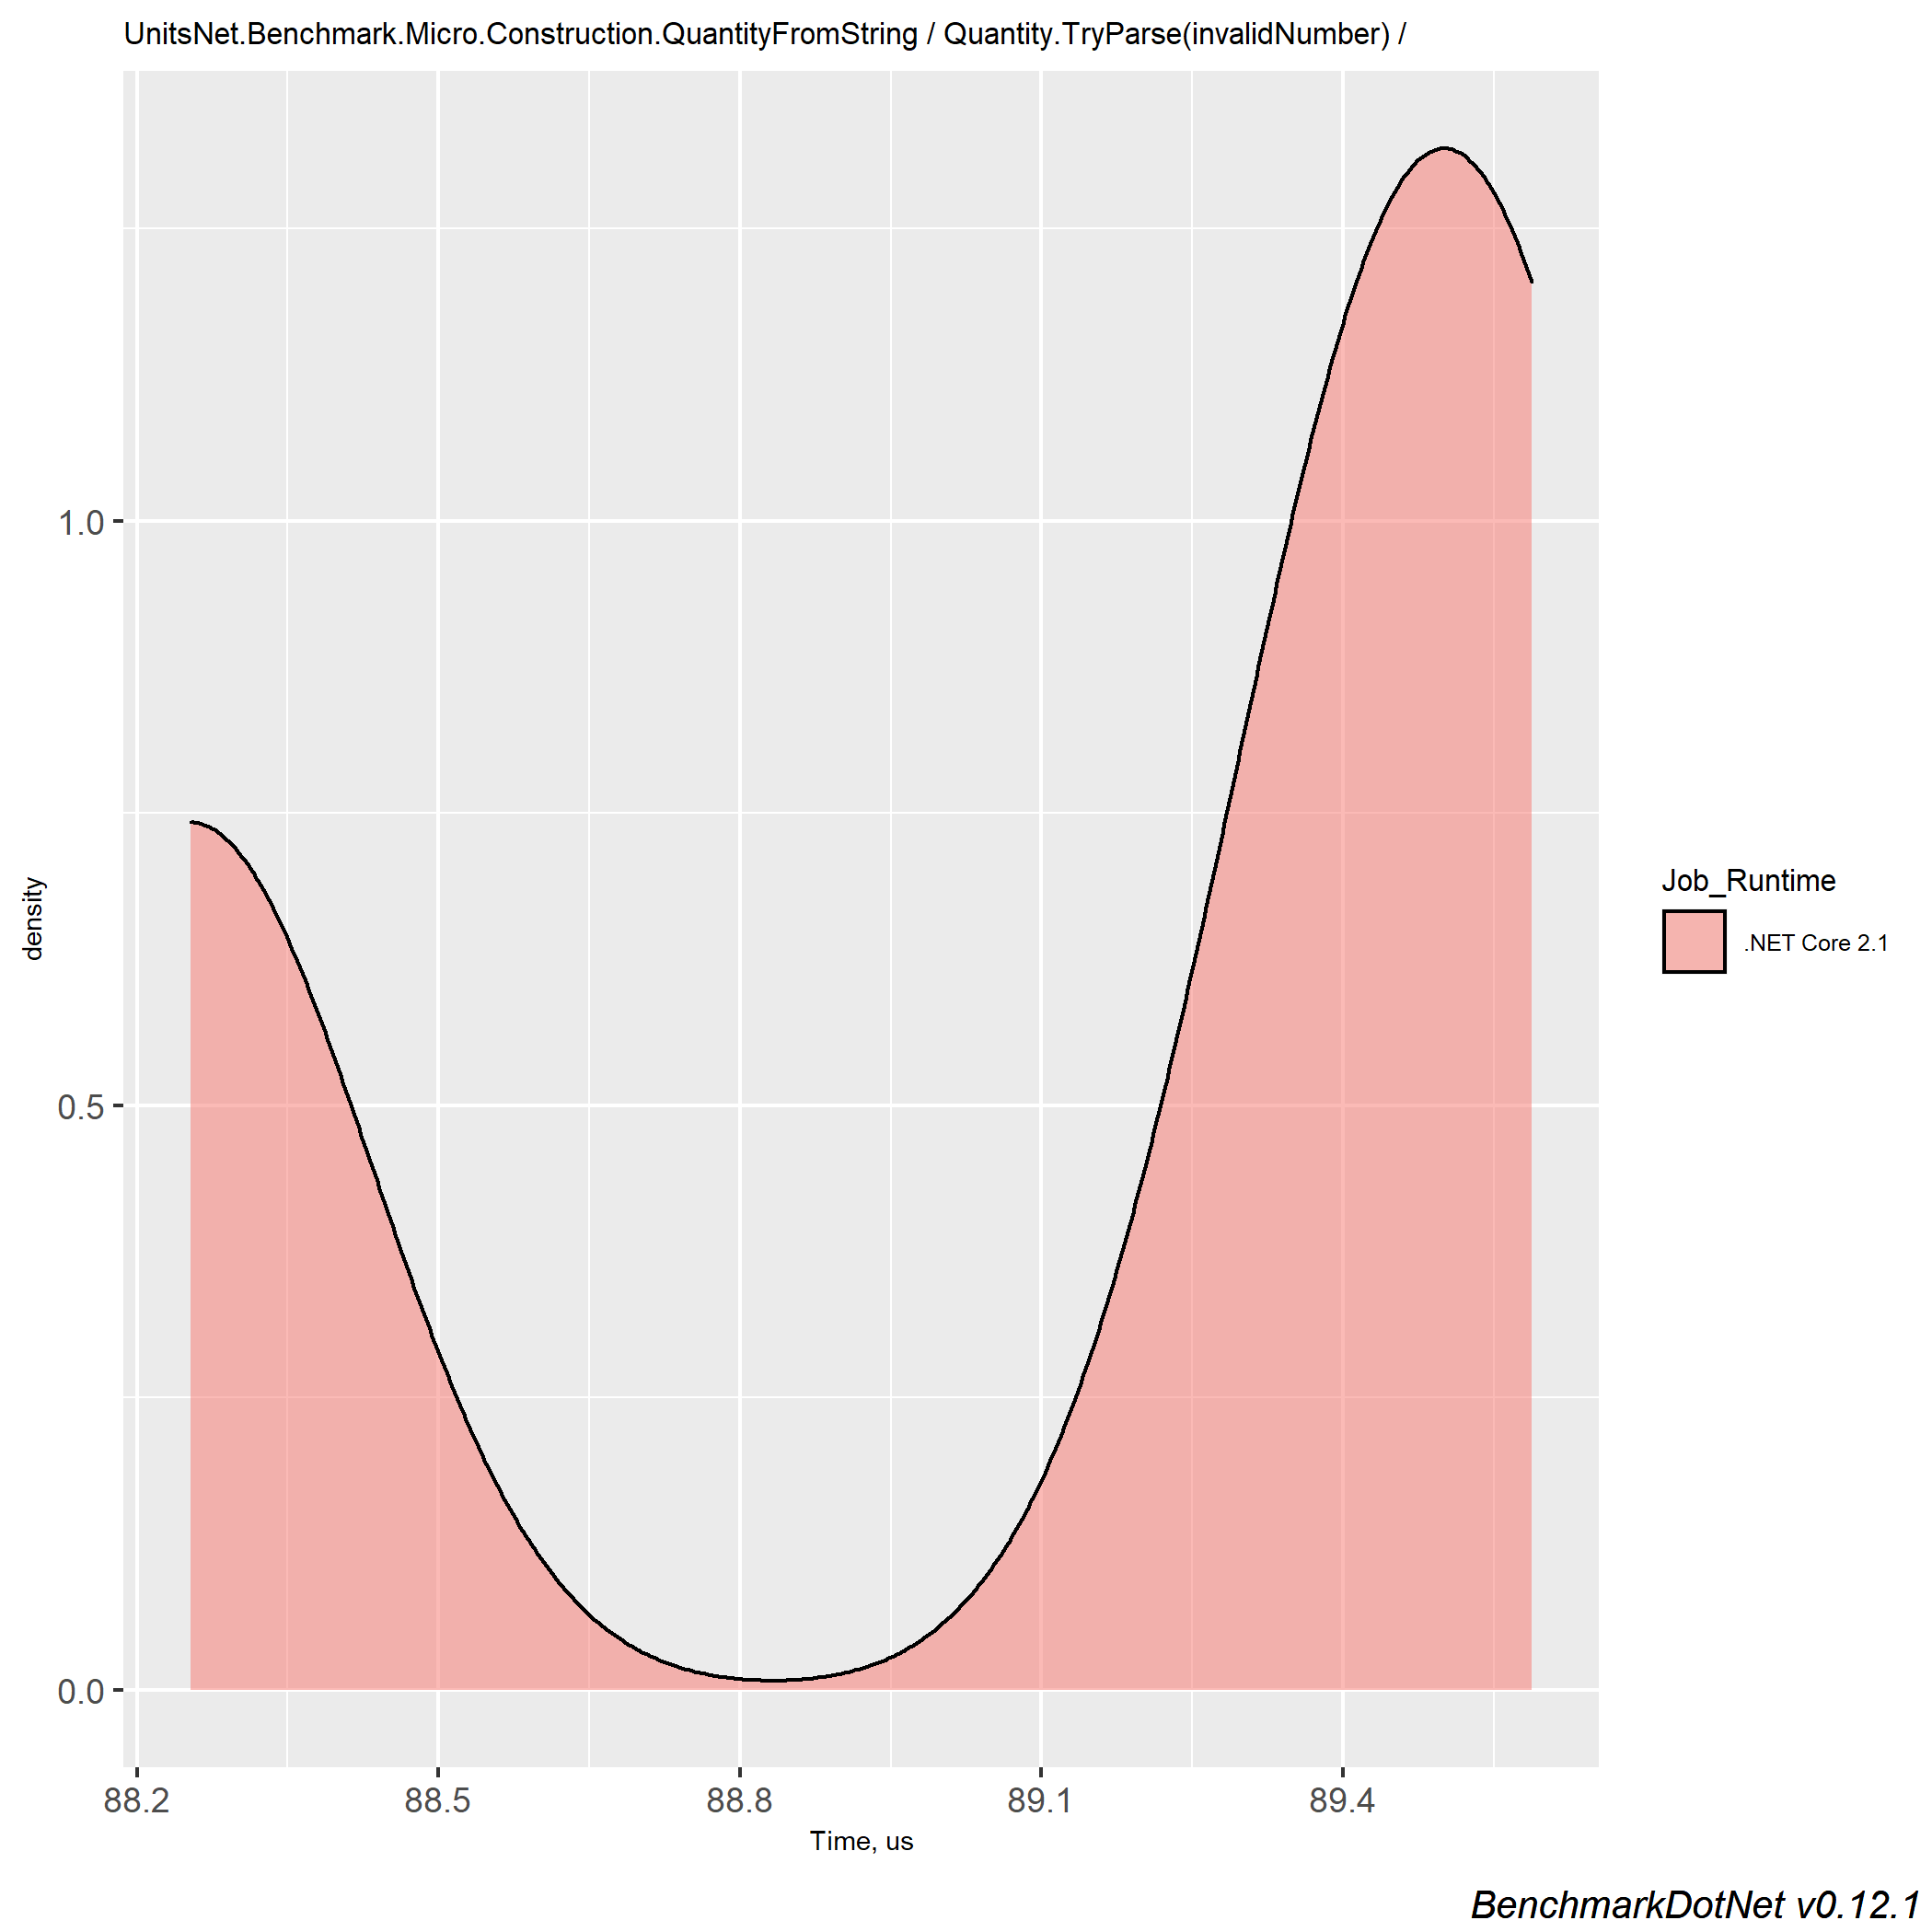 UnitsNet.Benchmark.Micro.Construction.QuantityFromString / Quantity.TryParse(invalidNumber) /
1.0
0.5
0.0
density
88.2 88.5 88.8 89.1 89.4
Time, us
Job_Runtime
.NET Core 2.1
BenchmarkDotNet v0.12.1